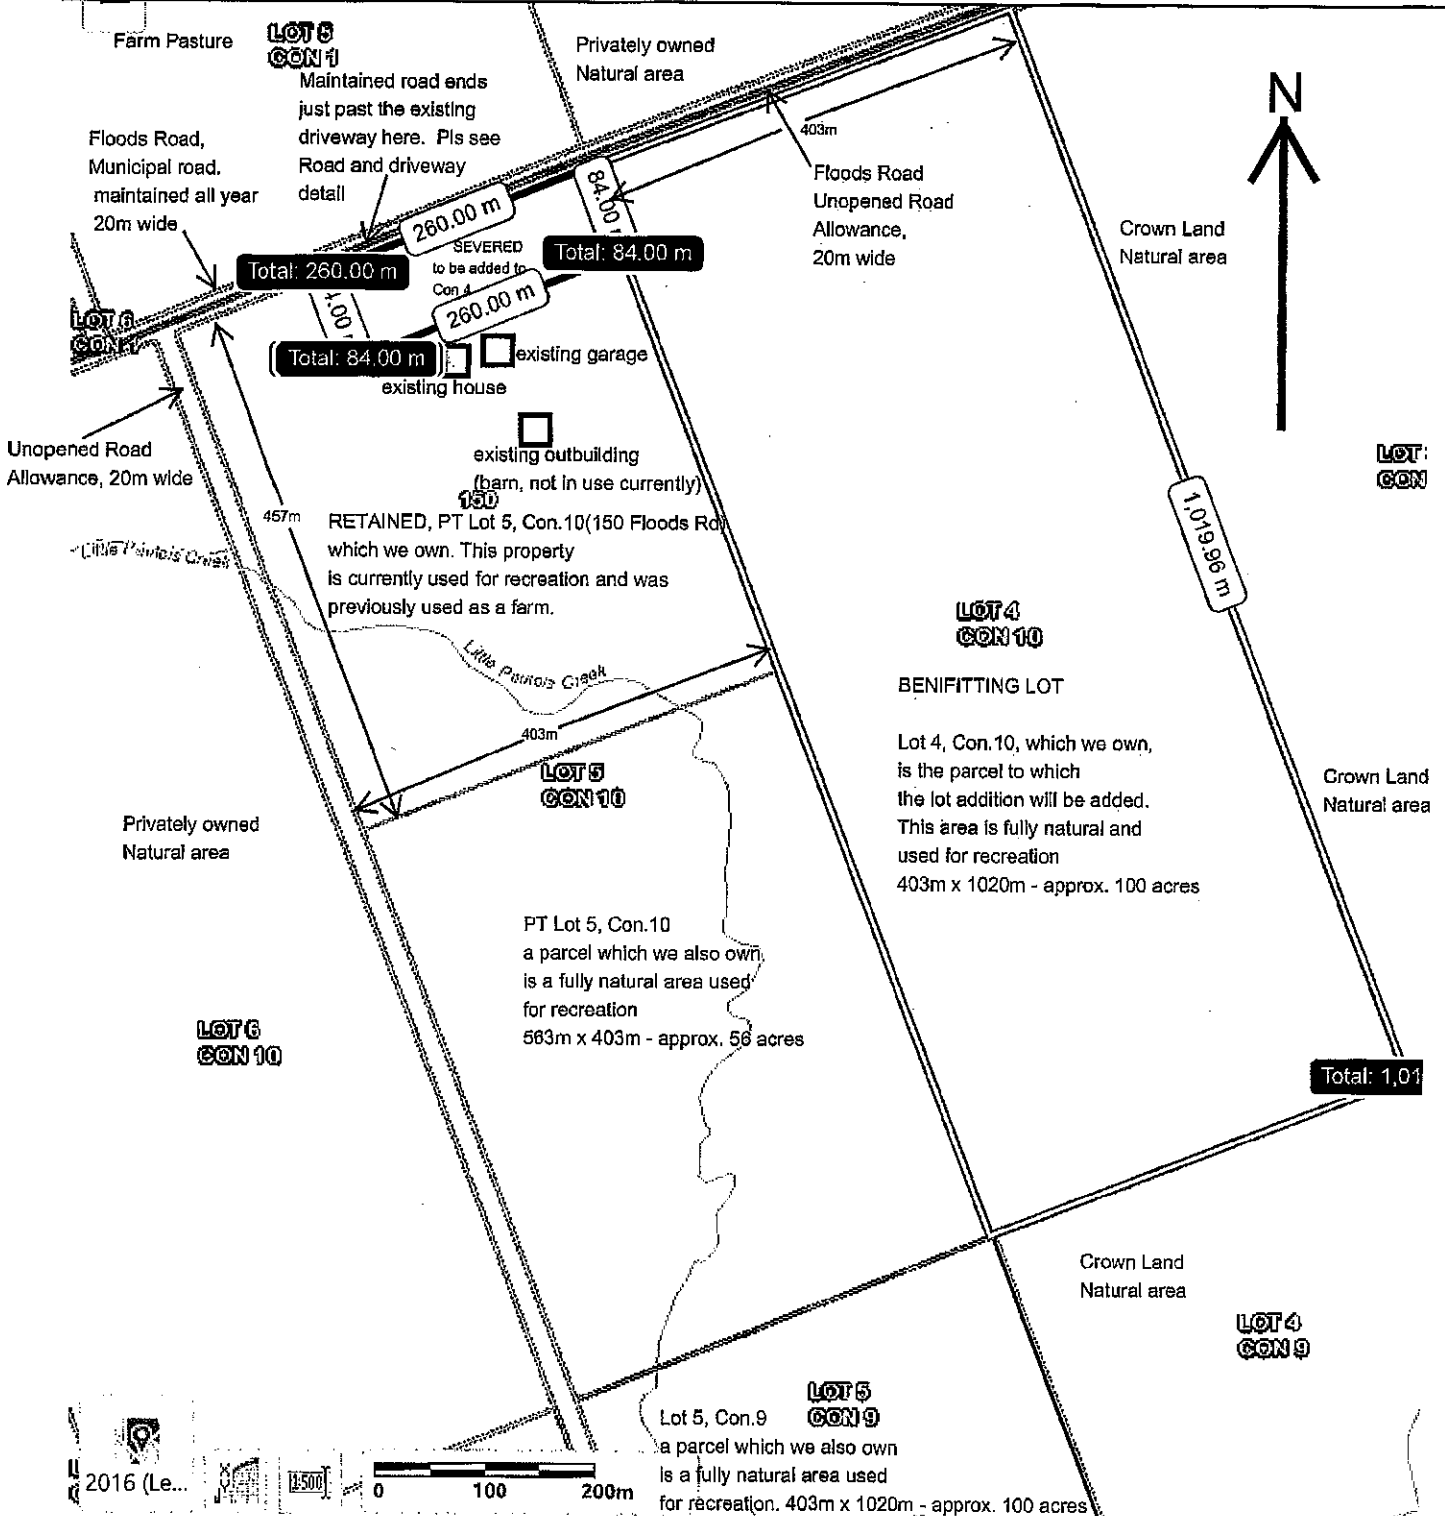 Farm Pasture
LOT 5
CON 1
Privately owned
Natural area
Maintained road ends
just past the existing
driveway here. Pls see
Road and driveway
detail
Floods Road,
Municipal road.
maintained all year
20m wide
N
403m
Floods Road
Unopened Road
Allowance,
20m wide
Crown Land
Natural area
84.00
260.00 m
SEVERED
to be added to
Con 4
Total: 260.00 m
Total: 84.00 m
260.00 m
4.00
LOT 6
CON 1
Total: 84.00 m
existing garage
existing house
Unopened Road
Allowance, 20m wide
existing outbuilding
(barn, not in use currently)
150
LOT
CON
457m
RETAINED, PT Lot 5, Con.10(150 Floods Rd)
which we own. This property
is currently used for recreation and was
previously used as a farm.
1,019.96 m
Little Creek
LOT 4
CON 10
Little Creek
BENIFITTING LOT
403m
Lot 4, Con.10, which we own,
is the parcel to which
the lot addition will be added.
This area is fully natural and
used for recreation
403m x 1020m - approx. 100 acres
LOT 5
CON 10
Crown Land
Natural area
Privately owned
Natural area
PT Lot 5, Con.10
a parcel which we also own
is a fully natural area used
for recreation
563m x 403m - approx. 56 acres
LOT 6
CON 10
Total: 1,01
Crown Land
Natural area
LOT 4
CON 9
LOT 5
CON 9
Lot 5, Con.9
a parcel which we also own
is a fully natural area used
for recreation. 403m x 1020m - approx. 100 acres
2016 (Le...
X
Y
1:500
0 100 200m